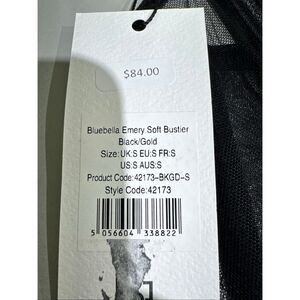 $84.00
Bluebella Emery Soft Bustier
Black/Gold
Size: UK:S EU:S FR:S
US:S AUS:S
Product Code:42173-BKGD-S
Style Code:42173
5 056604 338822